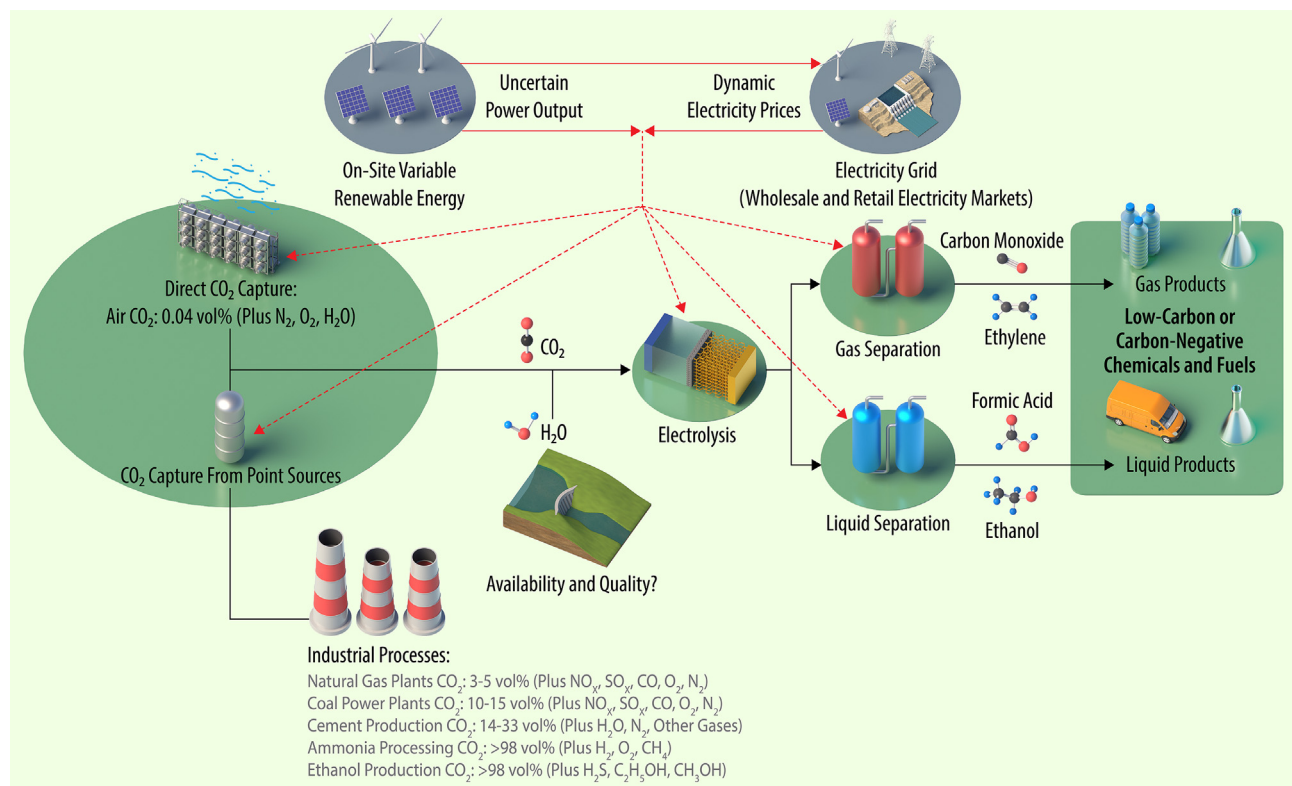 Uncertain
Power Output
Dynamic
Electricity Prices
On-Site Variable
Renewable Energy
Electricity Grid
(Wholesale and Retail Electricity Markets)
Direct CO₂ Capture:
Air CO₂: 0.04 vol% (Plus N₂, O₂, H₂O)
CO₂
H₂O
CO₂ Capture From Point Sources
Electrolysis
Availability and Quality?
Gas Separation
Liquid Separation
Carbon Monoxide
Ethylene
Formic Acid
Ethanol
Gas Products
Low-Carbon or
Carbon-Negative
Chemicals and Fuels
Liquid Products
Industrial Processes:
Natural Gas Plants CO₂: 3-5 vol% (Plus NOₓ, SOₓ, CO, O₂, N₂)
Coal Power Plants CO₂: 10-15 vol% (Plus NOₓ, SOₓ, CO, O₂, N₂)
Cement Production CO₂: 14-33 vol% (Plus H₂O, N₂, Other Gases)
Ammonia Processing CO₂: >98 vol% (Plus H₂, O₂, CH₄)
Ethanol Production CO₂: >98 vol% (Plus H₂S, C₂H₅OH, CH₃OH)